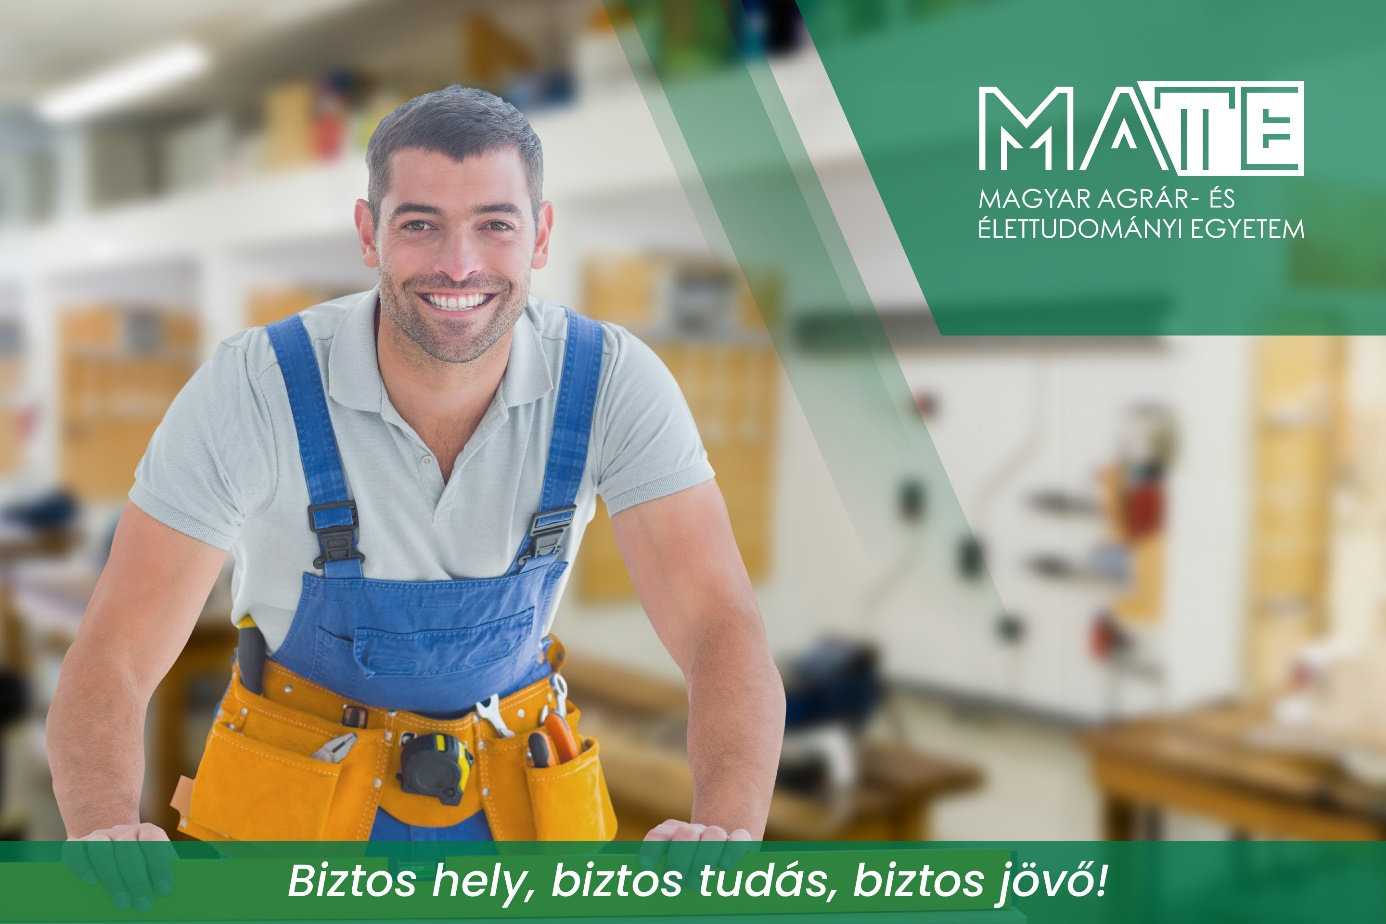 MATE
MAGYAR AGRÁR- ÉS
ÉLETTUDOMÁNYI EGYETEM
Biztos hely, biztos tudás, biztos jövő!